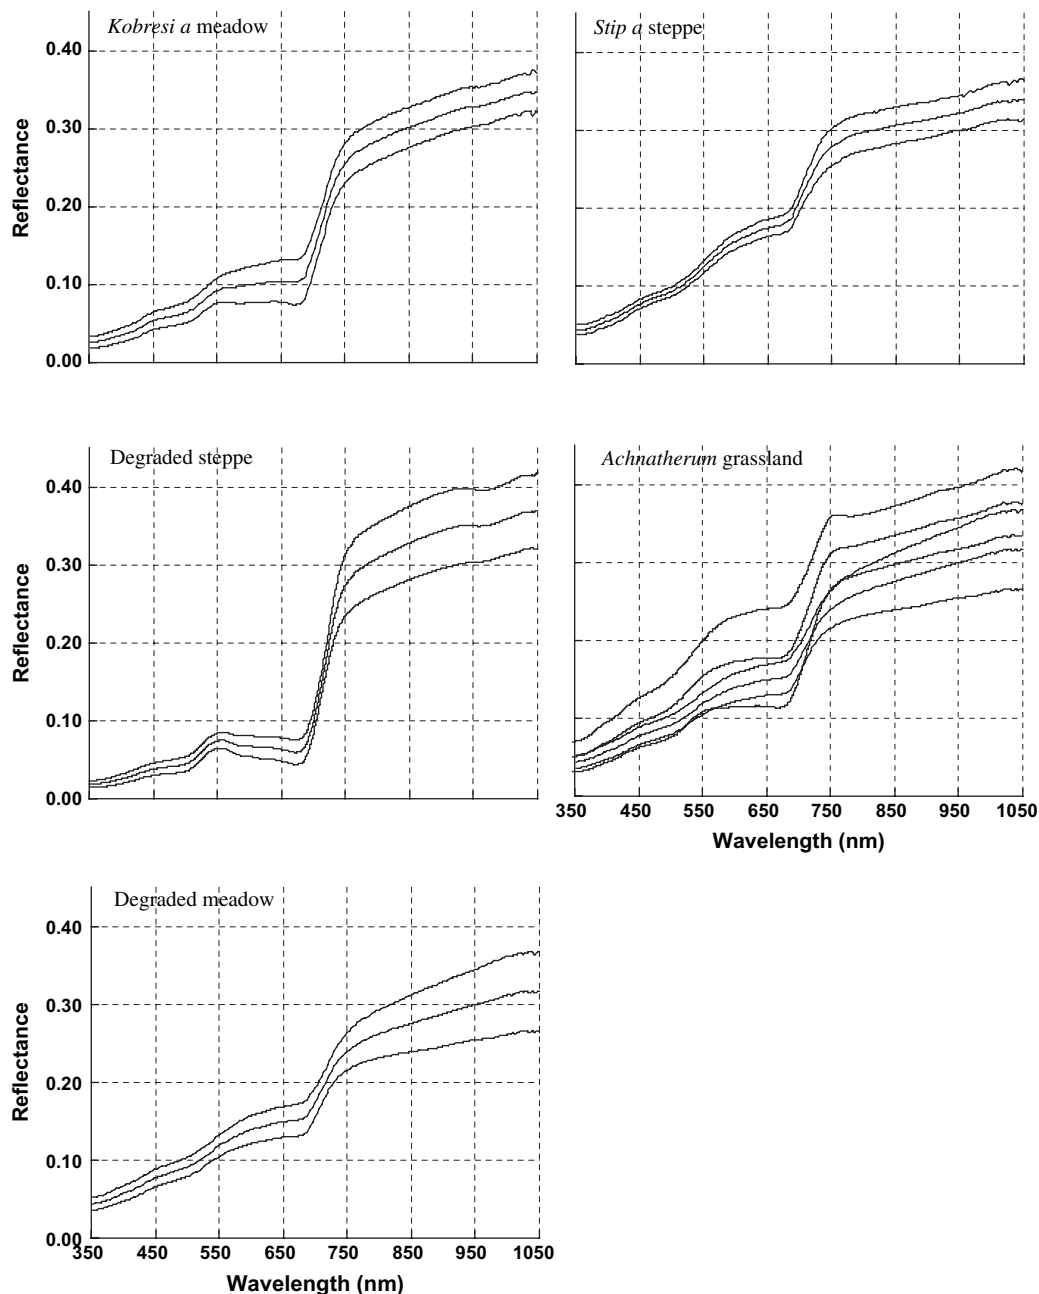 Kobresi a meadow
Stip a steppe
0.40
0.30
0.20
0.10
0.00
Reflectance
Degraded steppe
Achnatherum grassland
0.40
0.30
0.20
0.10
0.00
Reflectance
350 450 550 650 750 850 950 1050
Wavelength (nm)
Degraded meadow
0.40
0.30
0.20
0.10
0.00
Reflectance
350 450 550 650 750 850 950 1050
Wavelength (nm)